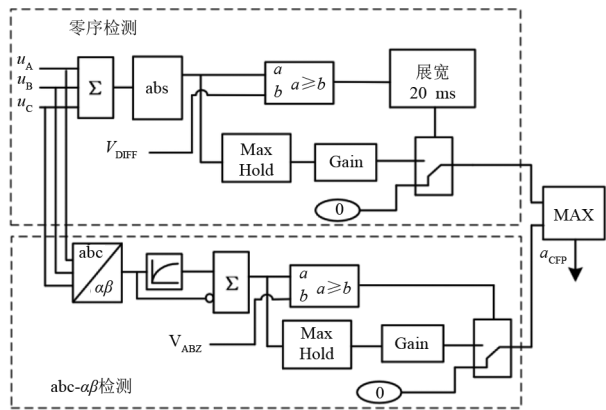 零序检测
uA
uB
uC
Σ
abs
a
b
a≥b
展宽
20 ms
VDIFF
Max
Hold
Gain
0
MAX
aCFP
abc
αβ
Σ
a
b
a≥b
VABZ
Max
Hold
Gain
0
abc-αβ检测